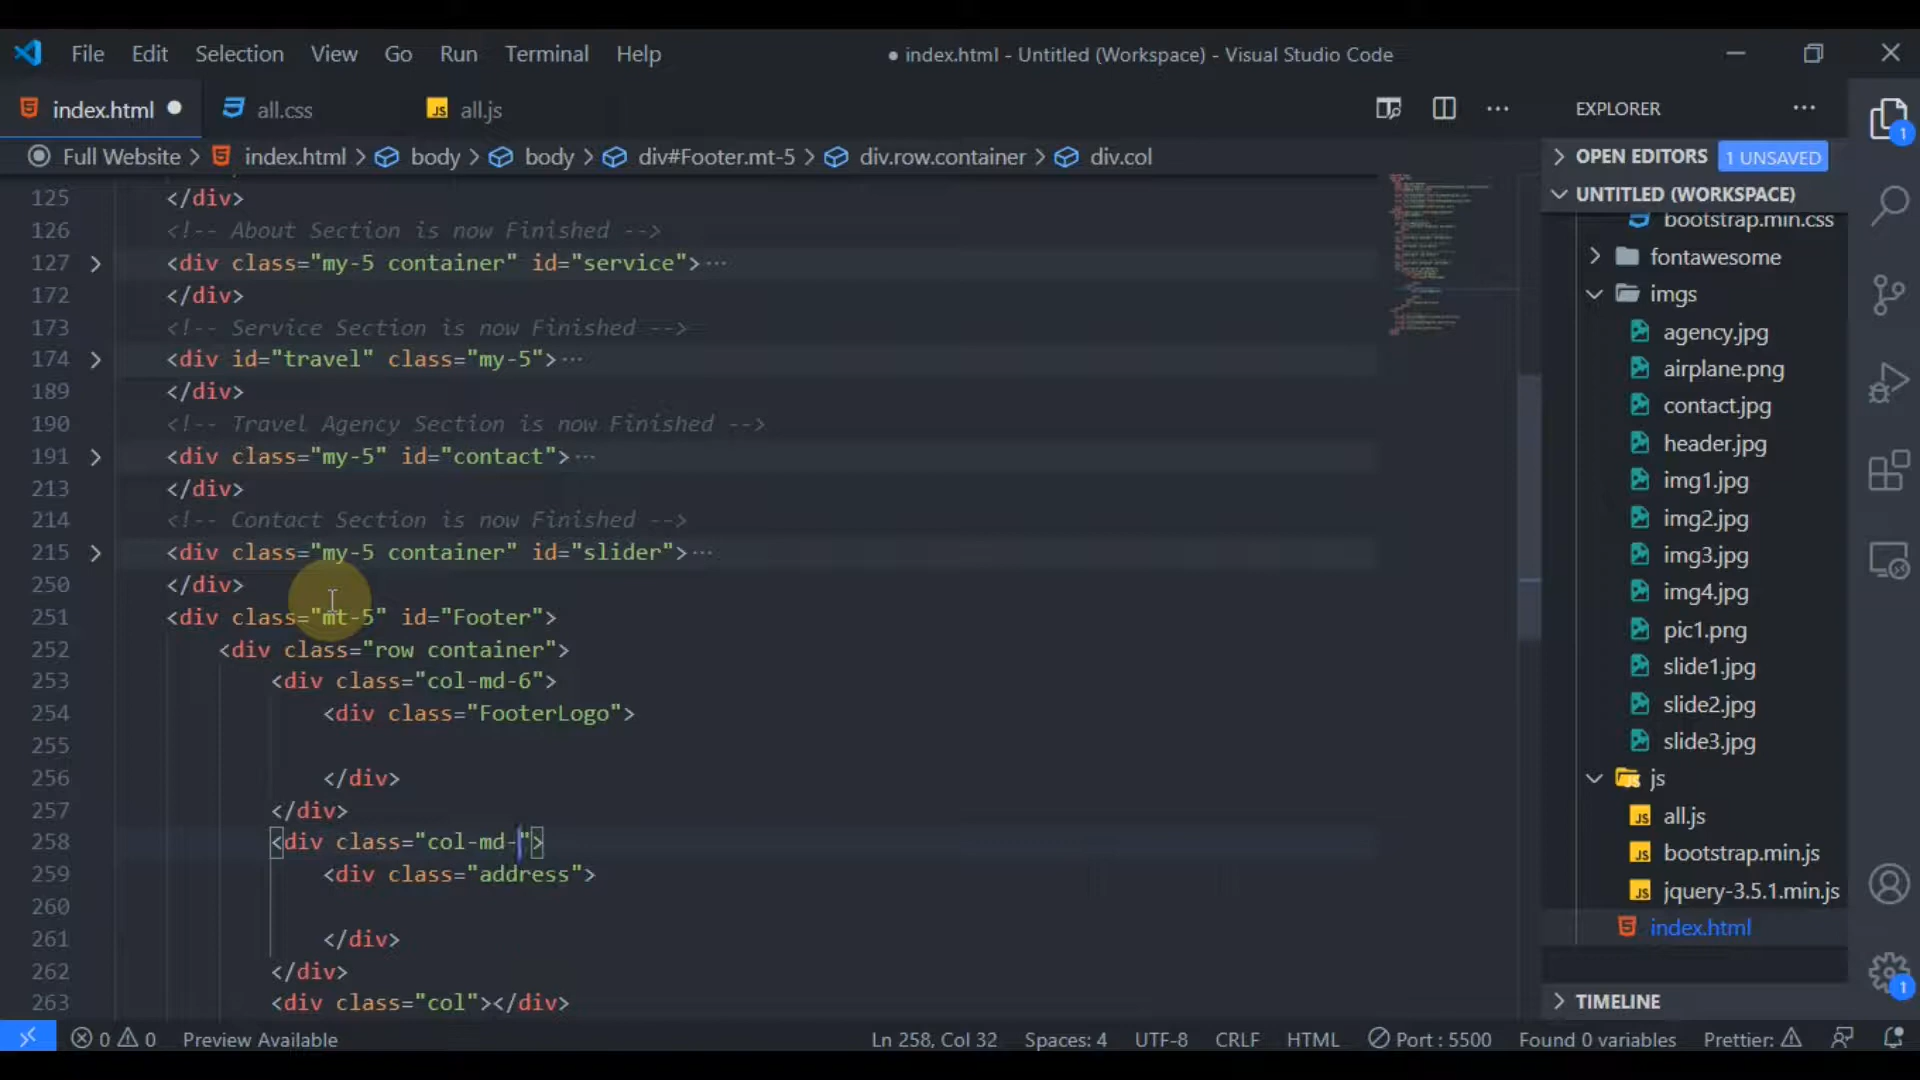 File Edit Selection View Go Run Terminal Help ● index.html - Untitled (Workspace) - Visual Studio Code
index.html all.css JS all.js
Full Website > index.html > body > body > div#Footer.mt-5 > div.row.container > div.col
125 </div>
126 <!-- About Section is now Finished -->
127 <div class="my-5 container" id="service">...
172 </div>
173 <!-- Service Section is now Finished -->
174 <div id="travel" class="my-5">...
189 </div>
190 <!-- Travel Agency Section is now Finished -->
191 <div class="my-5" id="contact">...
213 </div>
214 <!-- Contact Section is now Finished -->
215 <div class="my-5 container" id="slider">...
250 </div>
251 <div class="mt-5" id="Footer">
252 <div class="row container">
253 <div class="col-md-6">
254 <div class="FooterLogo">
255
256 </div>
257 </div>
258 <div class="col-md-">
259 <div class="address">
260
261 </div>
262 </div>
263 <div class="col"></div>
EXPLORER
OPEN EDITORS 1 UNSAVED
UNTITLED (WORKSPACE)
bootstrap.min.css
fontawesome
imgs
agency.jpg
airplane.png
contact.jpg
header.jpg
img1.jpg
img2.jpg
img3.jpg
img4.jpg
pic1.png
slide1.jpg
slide2.jpg
slide3.jpg
js
JS all.js
JS bootstrap.min.js
JS jquery-3.5.1.min.js
index.html
TIMELINE
1
1
0 0 Preview Available Ln 258, Col 32 Spaces: 4 UTF-8 CRLF HTML Port : 5500 Found 0 variables Prettier: